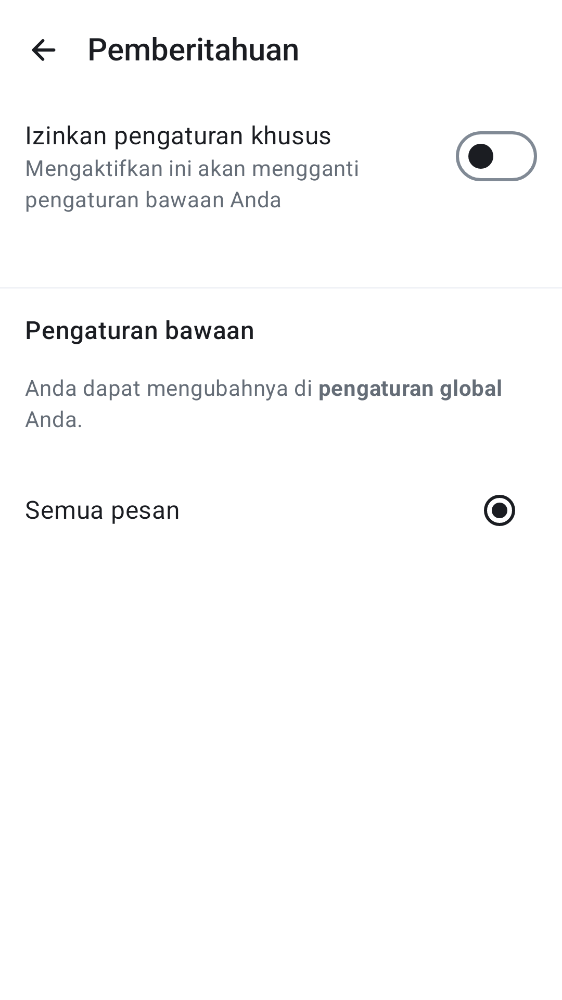 Pemberitahuan
Izinkan pengaturan khusus
Mengaktifkan ini akan mengganti
pengaturan bawaan Anda
Pengaturan bawaan
Anda dapat mengubahnya di pengaturan global
Anda.
Semua pesan